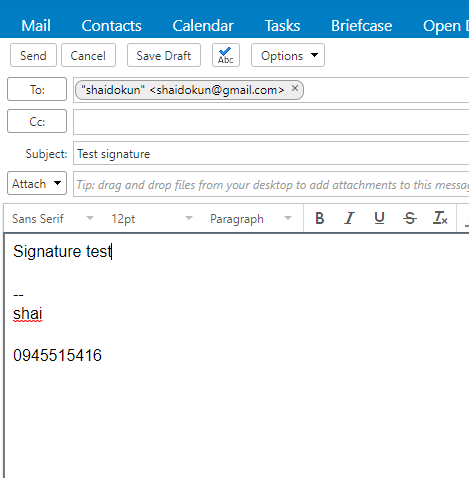 Mail Contacts Calendar Tasks Briefcase Open
Send Cancel Save Draft Abc Options
To: "shaidokun" <shaidokun@gmail.com> ×
Cc:
Subject: Test signature
Attach Tip: drag and drop files from your desktop to add attachments to this
Sans Serif 12pt Paragraph B I U S Tx
Signature test
--
shai
0945515416